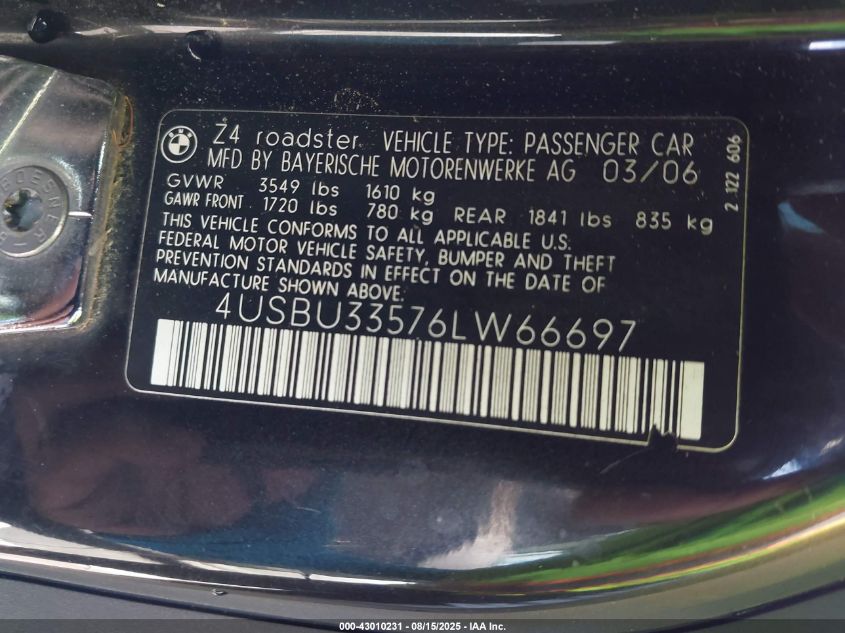 Z4 roadster VEHICLE TYPE: PASSENGER CAR
MFD BY BAYERISCHE MOTORENWERKE AG 03/06
GVWR 3549 lbs 1610 kg
GAWR FRONT 1720 lbs 780 kg REAR 1841 lbs 835 kg
THIS VEHICLE CONFORMS TO ALL APPLICABLE U.S.
FEDERAL MOTOR VEHICLE SAFETY, BUMPER AND THEFT
PREVENTION STANDARDS IN EFFECT ON THE DATE OF
MANUFACTURE SHOWN ABOVE:
4USBU33576LW66697
2 122 606
000-43010231 - 08/15/2025 - IAA Inc.